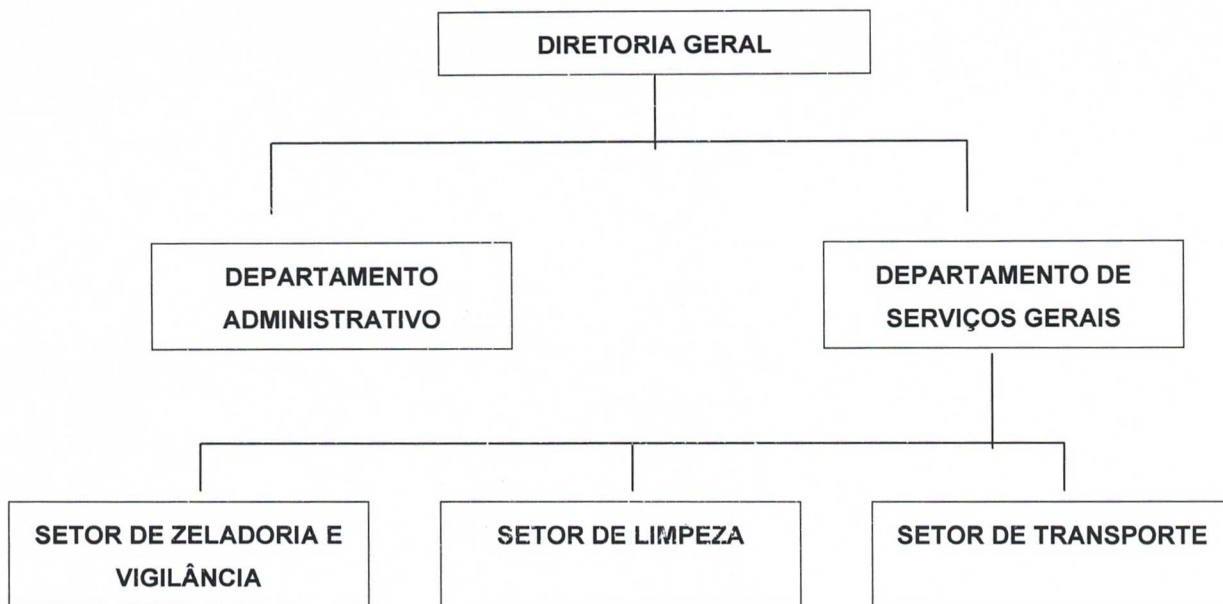 DIRETORIA GERAL
DEPARTAMENTO
ADMINISTRATIVO
DEPARTAMENTO DE
SERVIÇOS GERAIS
SETOR DE ZELADORIA E
VIGILÂNCIA
SETOR DE LIMPEZA
SETOR DE TRANSPORTE